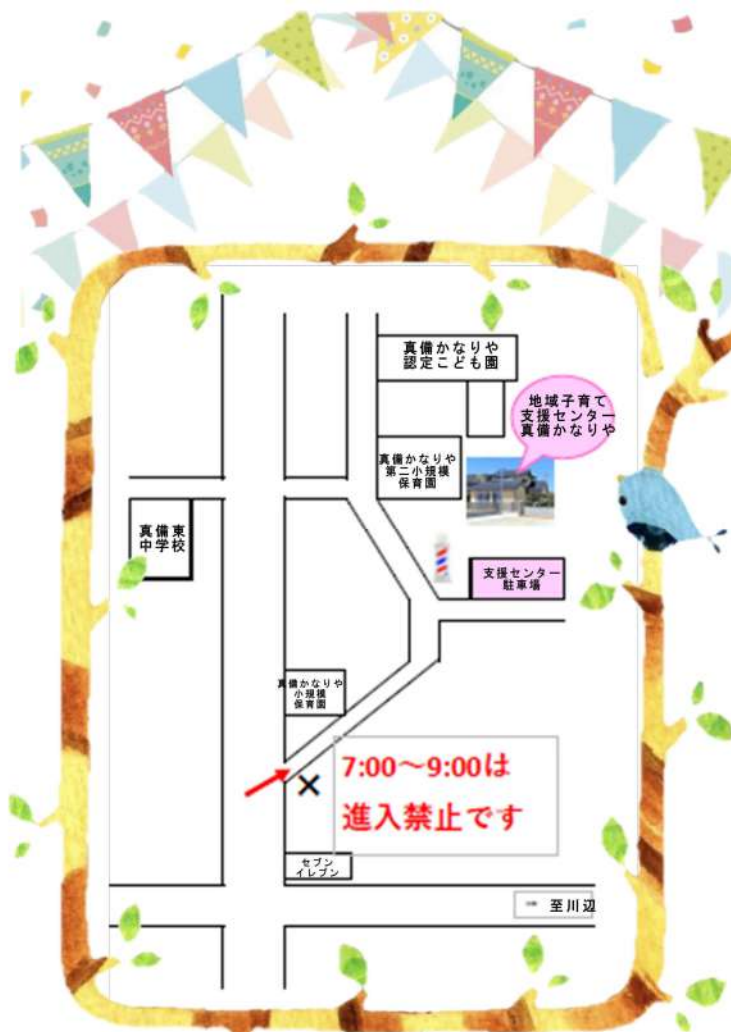 真備かなりや
認定こども園
地域子育て
支援センター
真備かなりや
真備かなりや
第二小規模
保育園
真備東
中学校
支援センター
駐車場
真備かなりや
小規模
保育園
7:00～9:00は
進入禁止です
セブン
イレブン
➡ 至川辺